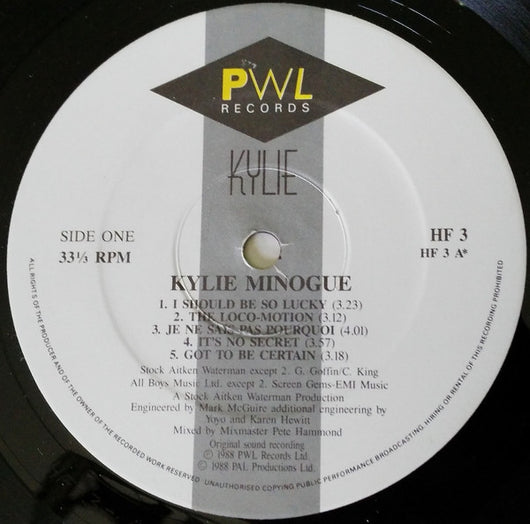 PWL
RECORDS
KYLIE
SIDE ONE
33⅓ RPM
HF 3
HF 3 A*
KYLIE MINOGUE
1. I SHOULD BE SO LUCKY (3.23)
2. THE LOCO-MOTION (3.12)
3. JE NE SAIS PAS POURQUOI (4.01)
4. IT'S NO SECRET (3.57)
5. GOT TO BE CERTAIN (3.18)
Stock Aitken Waterman except 2. G. Goffin/C. King
All Boys Music Ltd. except 2. Screen Gems-EMI Music
A Stock Aitken Waterman Production
Engineered by Mark McGuire additional engineering by
Yoyo and Karen Hewitt
Mixed by Mixmaster Pete Hammond
Original sound recording
℗ 1988 PWL Records Ltd.
© 1988 PAL Productions Ltd.
ALL RIGHTS OF THE PRODUCER AND OF THE OWNER OF THE RECORDED WORK RESERVED. UNAUTHORISED COPYING PUBLIC PERFORMANCE BROADCASTING, HIRING OR RENTAL OF THIS RECORDING PROHIBITED